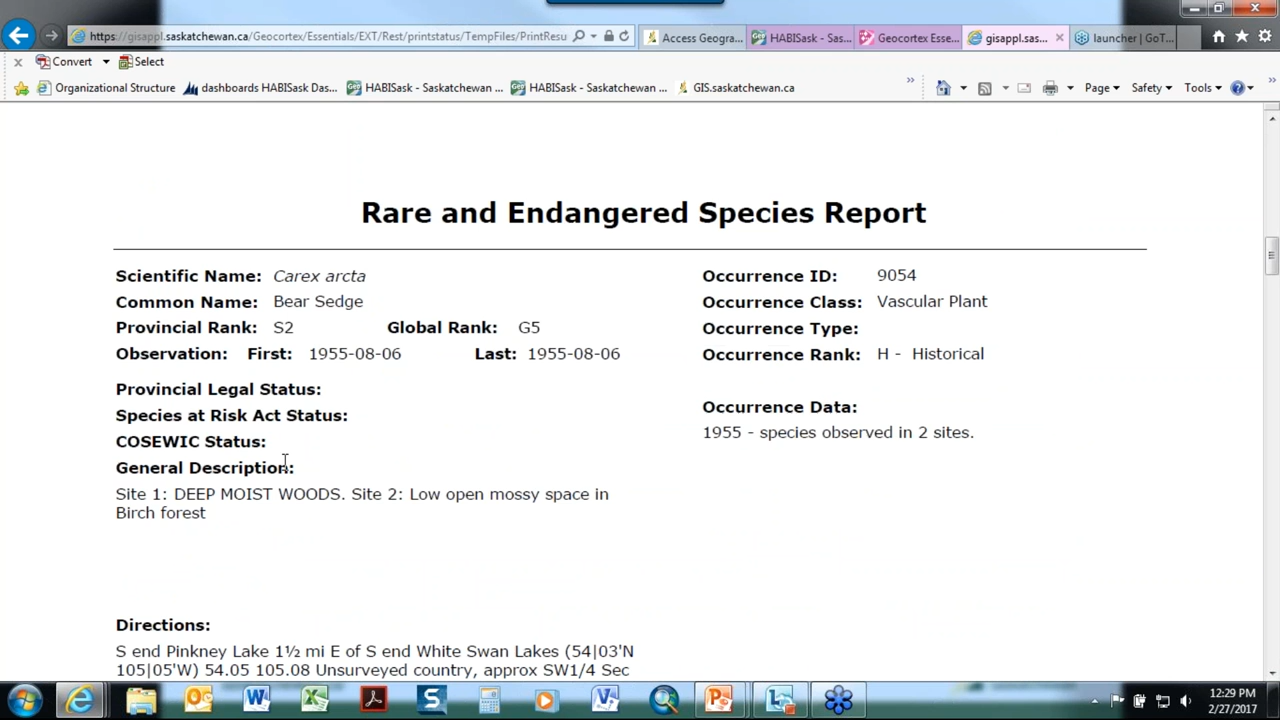 https://gisappl.saskatchewan.ca/Geocortex/Essentials/EXT/Rest/printstatus/TempFiles/PrintResu
Access Geogra...
HABISask - Sas...
Geocortex Esse...
gisappl.sas...
launcher | GoT...
Convert
Select
Organizational Structure
dashboards HABISask Das...
HABISask - Saskatchewan ...
HABISask - Saskatchewan ...
GIS.saskatchewan.ca
Page
Safety
Tools
Rare and Endangered Species Report
Scientific Name: Carex arcta
Occurrence ID: 9054
Common Name: Bear Sedge
Occurrence Class: Vascular Plant
Provincial Rank: S2 Global Rank: G5
Occurrence Type:
Observation: First: 1955-08-06 Last: 1955-08-06
Occurrence Rank: H - Historical
Provincial Legal Status:
Species at Risk Act Status:
Occurrence Data:
1955 - species observed in 2 sites.
COSEWIC Status:
General Description:
Site 1: DEEP MOIST WOODS. Site 2: Low open mossy space in
Birch forest
Directions:
S end Pinkney Lake 1½ mi E of S end White Swan Lakes (54|03'N
105|05'W) 54.05 105.08 Unsurveyed country, approx SW1/4 Sec
12:29 PM
2/27/2017